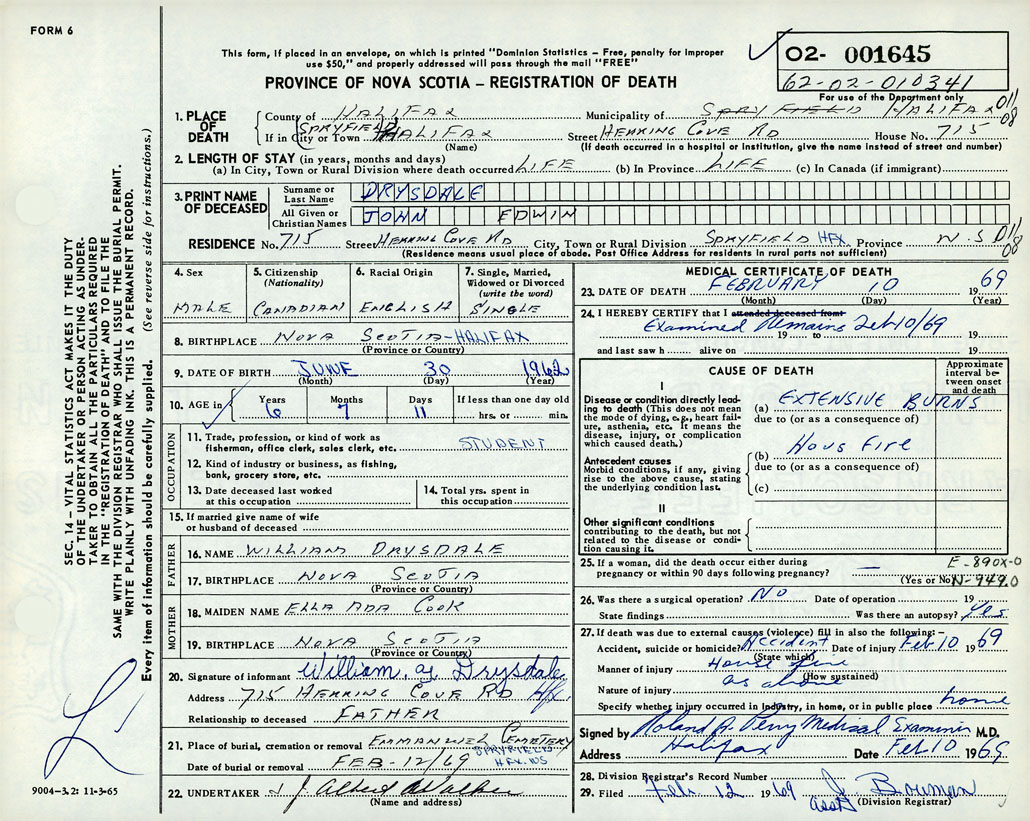 FORM 6
This form, if placed in an envelope, on which is printed "Dominion Statistics – Free, penalty for improper
use $50," and properly addressed will pass through the mail "FREE"
PROVINCE OF NOVA SCOTIA – REGISTRATION OF DEATH
02- 001645
62-02-010341
For use of the Department only
SEC. 14 – VITAL STATISTICS ACT MAKES IT THE DUTY
OF THE UNDERTAKER OR PERSON ACTING AS UNDER-
TAKER TO OBTAIN ALL THE PARTICULARS REQUIRED
IN THE "REGISTRATION OF DEATH" AND TO FILE THE
SAME WITH THE DIVISION REGISTRAR WHO SHALL ISSUE THE BURIAL PERMIT.
WRITE PLAINLY WITH UNFADING INK. THIS IS A PERMANENT RECORD.
Every item of information should be carefully supplied. (See reverse side for instructions.)
1. PLACE OF DEATH County of HALIFAX Municipality of SPRY FIELD HALIFAX 011 08
If in City or Town SPRYFIELD HALIFAX Street HERRING COVE RD House No. 715
(Name) (If death occurred in a hospital or institution, give the name instead of street and number)
2. LENGTH OF STAY (in years, months and days)
(a) In City, Town or Rural Division where death occurred LIFE (b) In Province LIFE (c) In Canada (if immigrant)
3. PRINT NAME OF DECEASED Surname or Last Name DRYSDALE
All Given or Christian Names JOHN EDWIN
RESIDENCE No. 715 Street HERRING COVE RD City, Town or Rural Division SPRYFIELD HFX. Province N.S 011 08
(Residence means usual place of abode. Post Office Address for residents in rural parts not sufficient)
4. Sex MALE
5. Citizenship (Nationality) CANADIAN
6. Racial Origin ENGLISH
7. Single, Married, Widowed or Divorced (write the word) SINGLE
8. BIRTHPLACE NOVA SCOTIA-HALIFAX
(Province or Country)
9. DATE OF BIRTH JUNE 30 1962
(Month) (Day) (Year)
10. AGE in Years 6 Months 7 Days 11 If less than one day old
hrs. or min.
OCCUPATION
11. Trade, profession, or kind of work as
fisherman, office clerk, sales clerk, etc. STUDENT
12. Kind of industry or business, as fishing,
bank, grocery store, etc.
13. Date deceased last worked at this occupation
14. Total yrs. spent in this occupation
15. If married give name of wife
or husband of deceased
FATHER
16. NAME WILLIAM DRYSDALE
17. BIRTHPLACE NOVA SCOTIA
(Province or Country)
MOTHER
18. MAIDEN NAME ELLA ADA COOK
19. BIRTHPLACE NOVA SCOTIA
(Province or Country)
20. Signature of informant William. G Drysdale
Address 715 HERRING COVE RD Hfx
Relationship to deceased FATHER
21. Place of burial, cremation or removal EMMANUEL CEMETERY
SPRYFIELD
Date of burial or removal FEB-12/69 HFX. NS
22. UNDERTAKER J Albert Walker
(Name and address)
9004–3.2: 11-3-65
MEDICAL CERTIFICATE OF DEATH
23. DATE OF DEATH FEBRUARY 10 1969
(Month) (Day) (Year)
24. I HEREBY CERTIFY that I attended deceased from:
Examined Remains Feb 10/69
19 to 19
and last saw h alive on 19
CAUSE OF DEATH
Approximate interval between onset and death
I
Disease or condition directly lead-
ing to death (This does not mean
the mode of dying, e.g., heart fail-
ure, asthenia, etc. It means the
disease, injury, or complication
which caused death.)
(a) EXTENSIVE BURNS
due to (or as a consequence of)
Antecedent causes
Morbid conditions, if any, giving
rise to the above cause, stating
the underlying condition last.
(b) Hous Fire
due to (or as a consequence of)
(c)
II
Other significant conditions
contributing to the death, but not
related to the disease or condi-
tion causing it.
25. If a woman, did the death occur either during
pregnancy or within 90 days following pregnancy? —
(Yes or No)
E-890X-0
N-949.0
26. Was there a surgical operation? NO Date of operation 19
State findings Was there an autopsy? Yes
27. If death was due to external causes (violence) fill in also the following:–
Accident, suicide or homicide? Accident Date of injury Feb 10 1969
(State which)
Manner of injury House fire
(How sustained)
Nature of injury as above
Specify whether injury occurred in industry, in home, or in public place home
Signed by Roland A. Perry Medical Examiner M.D.
Address Halifax Date Feb 10 1969
28. Division Registrar's Record Number
29. Filed Feb. 12 1969 J. Bowman
asst (Division Registrar)